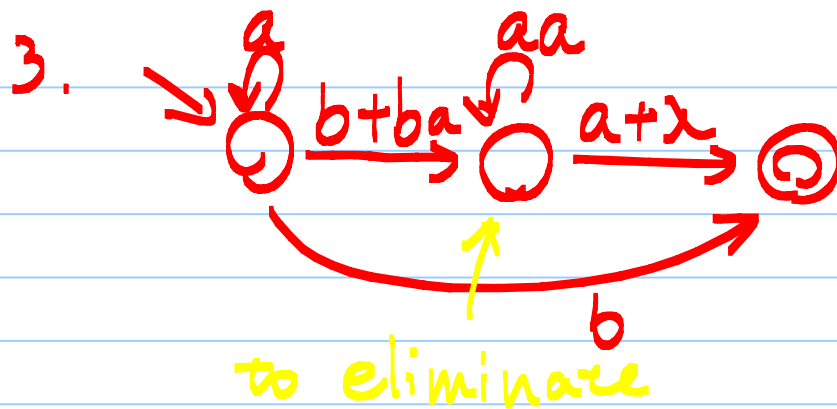 3.
a
aa
b+ba
a+λ
b
to eliminate